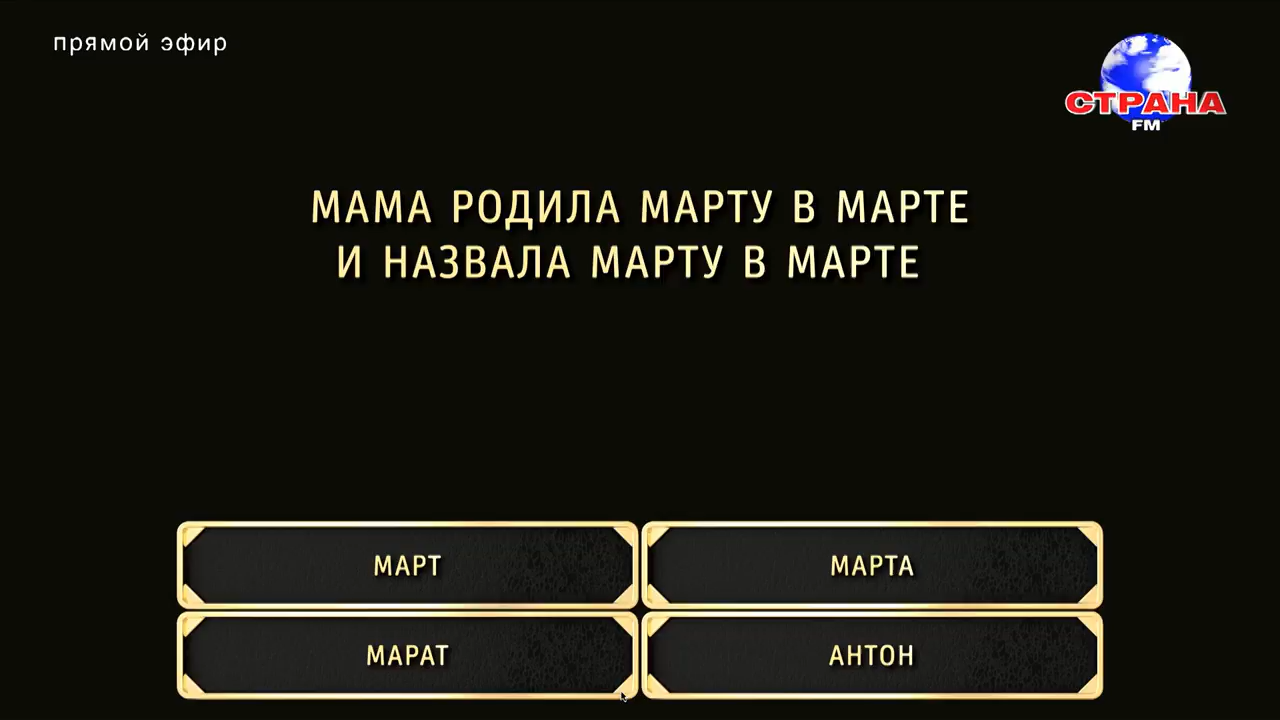 прямой эфир
СТРАНА
FM
МАМА РОДИЛА МАРТУ В МАРТЕ
И НАЗВАЛА МАРТУ В МАРТЕ
МАРТ
МАРТА
МАРАТ
АНТОН